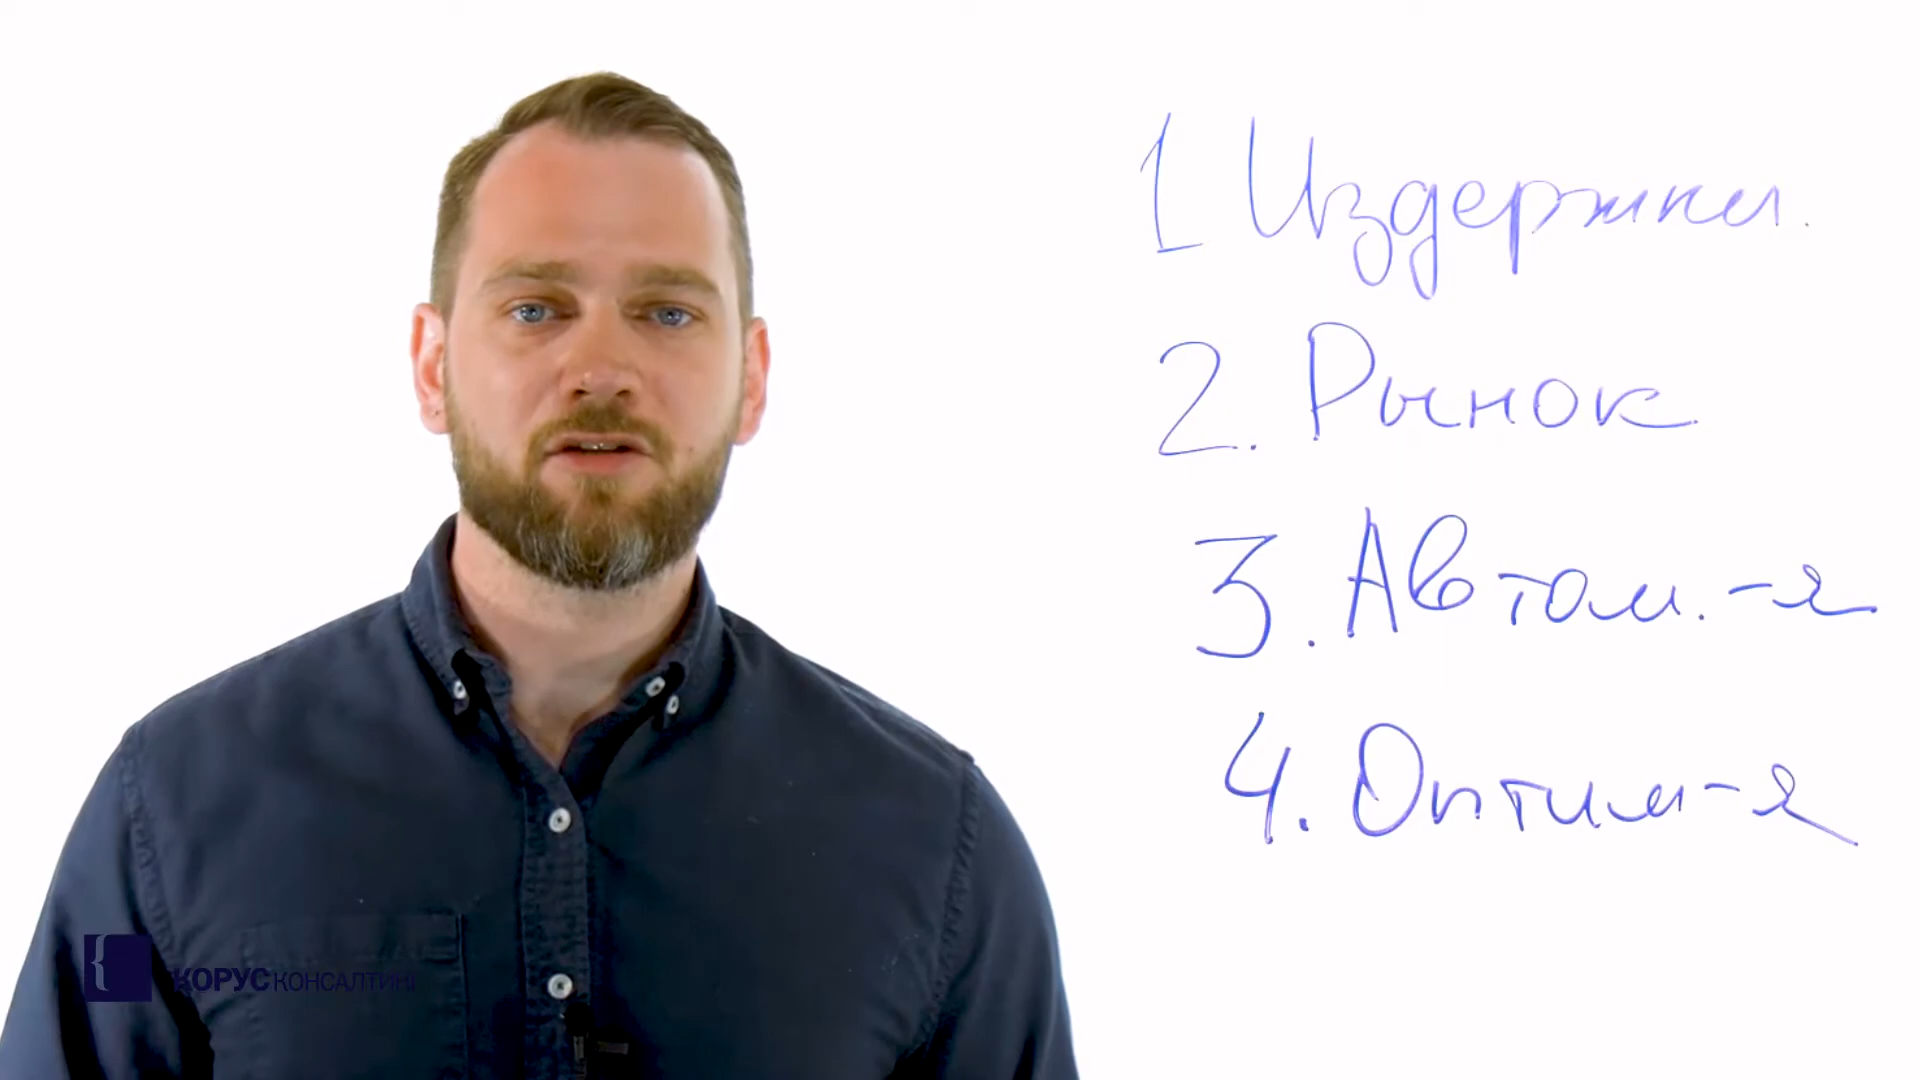 1 Издержки.
2. Рынок
3. Автом.-я
4. Оптим-я
КОРУС КОНСАЛТИНГ